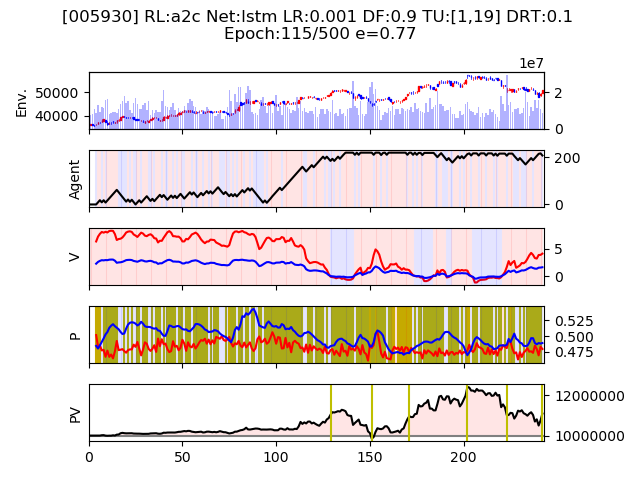 [005930] RL:a2c Net:lstm LR:0.001 DF:0.9 TU:[1,19] DRT:0.1
Epoch:115/500 e=0.77
1e7
Env.
50000
40000
2
0
Agent
200
0
V
5
0
P
0.525
0.500
0.475
PV
12000000
10000000
0 50 100 150 200